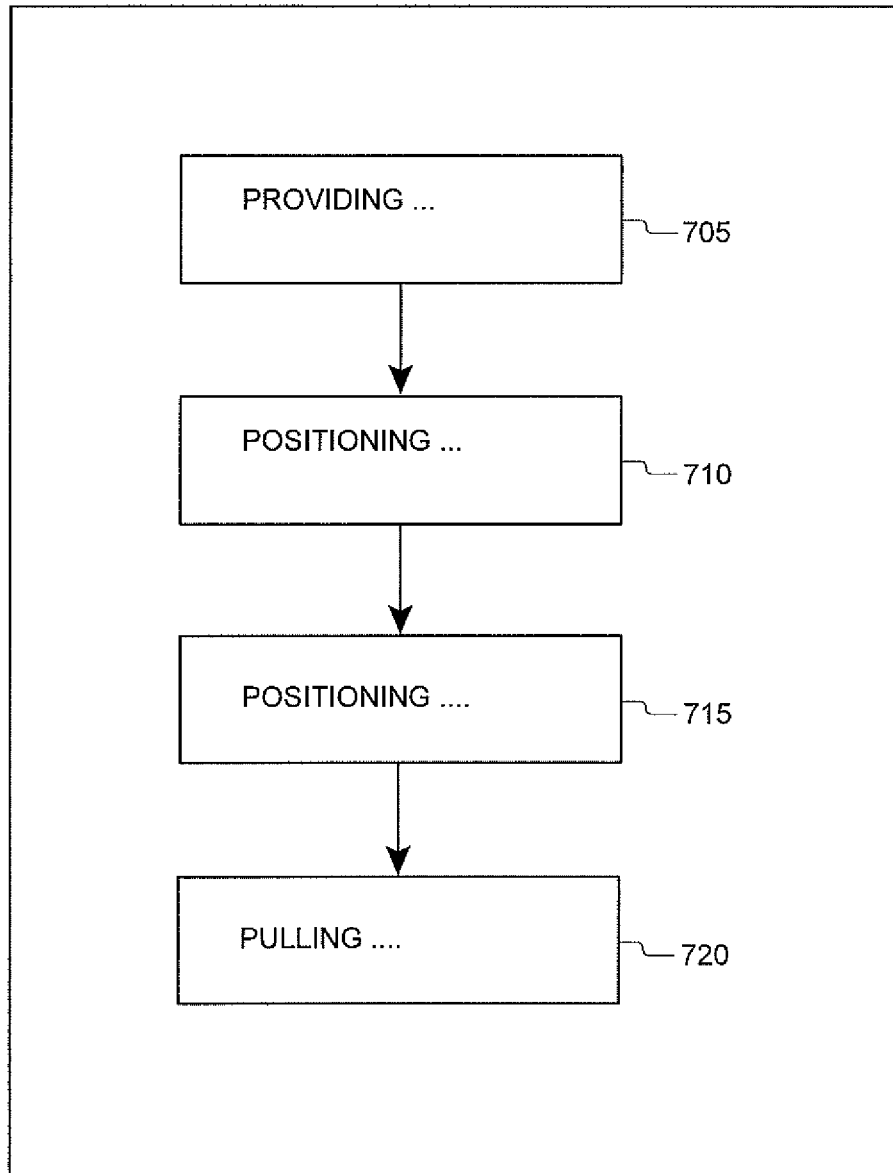 PROVIDING ...
705
POSITIONING ...
710
POSITIONING ....
715
PULLING ....
720